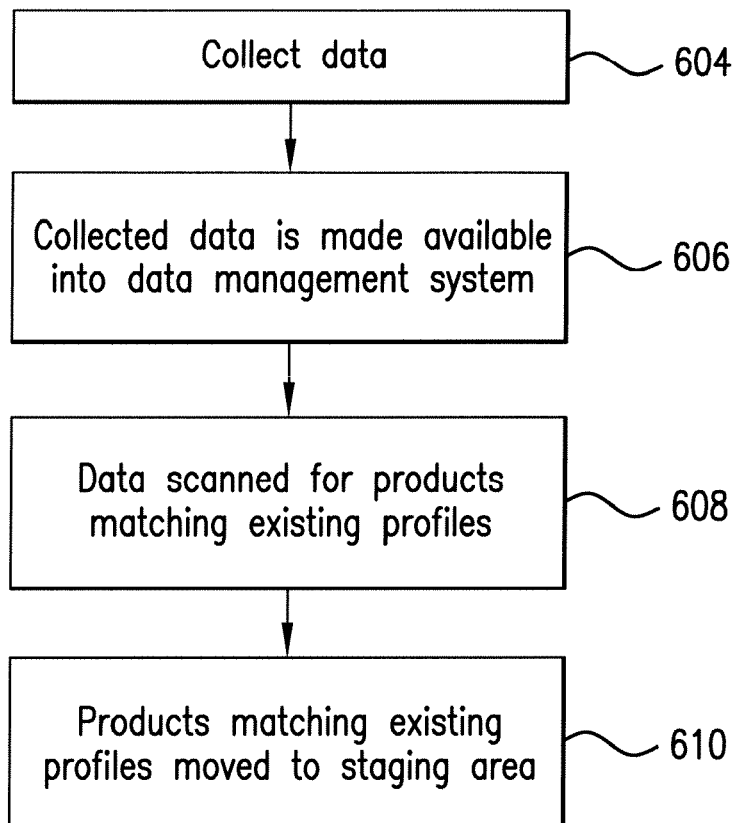 Collect data
604
Collected data is made available
into data management system
606
Data scanned for products
matching existing profiles
608
Products matching existing
profiles moved to staging area
610